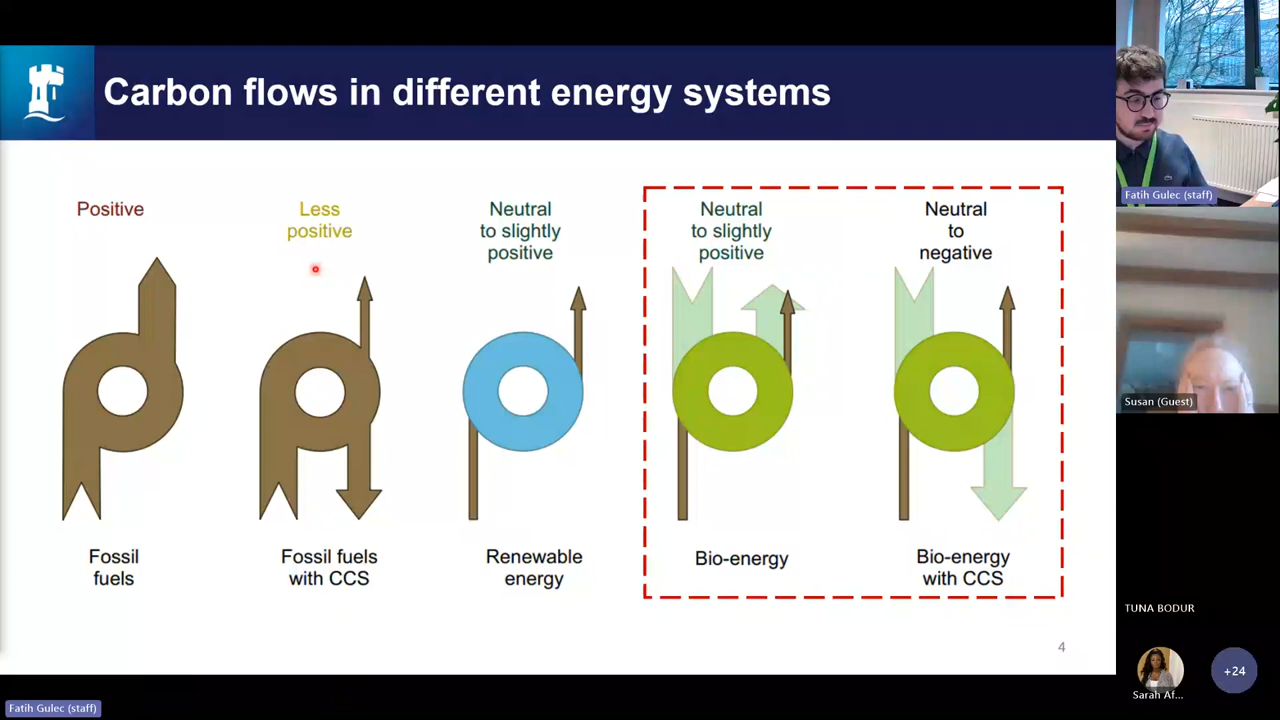 Carbon flows in different energy systems
Positive
Less
positive
Neutral
to slightly
positive
Neutral
to slightly
positive
Neutral
to
negative
Fossil
fuels
Fossil fuels
with CCS
Renewable
energy
Bio-energy
Bio-energy
with CCS
4
Fatih Gulec (staff)
Susan (Guest)
TUNA BODUR
Sarah Af...
+24
Fatih Gulec (staff)